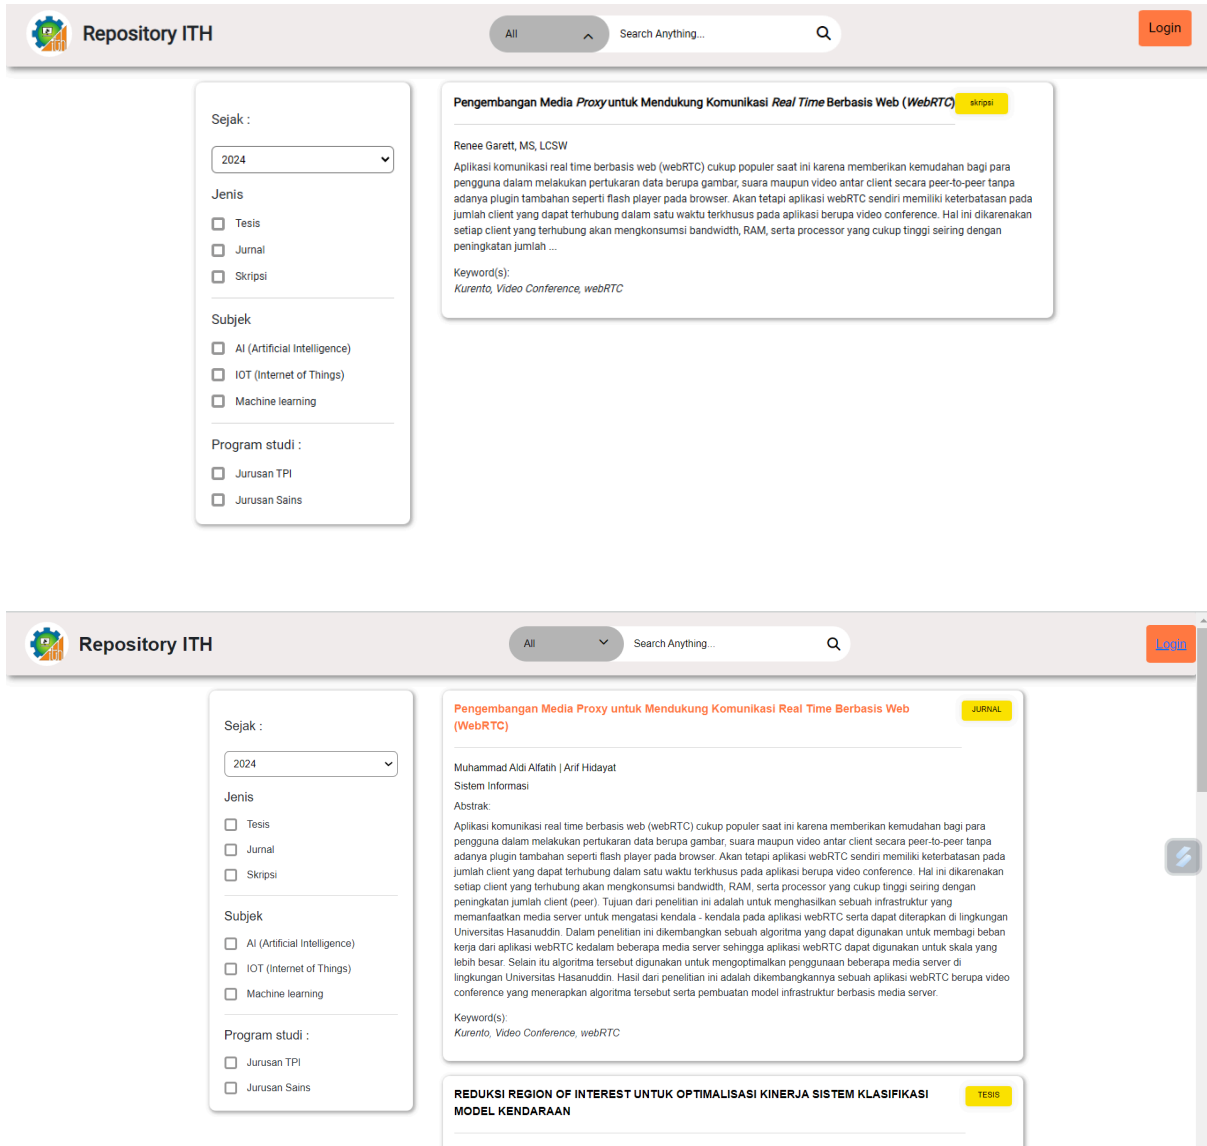 Repository ITH
All
Search Anything...
Login
Sejak :
2024
Jenis
Tesis
Jurnal
Skripsi
Subjek
AI (Artificial Intelligence)
IOT (Internet of Things)
Machine learning
Program studi :
Jurusan TPI
Jurusan Sains
Pengembangan Media Proxy untuk Mendukung Komunikasi Real Time Berbasis Web (WebRTC)
skripsi
Renee Garett, MS, LCSW
Aplikasi komunikasi real time berbasis web (webRTC) cukup populer saat ini karena memberikan kemudahan bagi para
pengguna dalam melakukan pertukaran data berupa gambar, suara maupun video antar client secara peer-to-peer tanpa
adanya plugin tambahan seperti flash player pada browser. Akan tetapi aplikasi webRTC sendiri memiliki keterbatasan pada
jumlah client yang dapat terhubung dalam satu waktu terkhusus pada aplikasi berupa video conference. Hal ini dikarenakan
setiap client yang terhubung akan mengkonsumsi bandwidth, RAM, serta processor yang cukup tinggi seiring dengan
peningkatan jumlah ...
Keyword(s):
Kurento, Video Conference, webRTC
Repository ITH
All
Search Anything...
Login
Sejak :
2024
Jenis
Tesis
Jurnal
Skripsi
Subjek
AI (Artificial Intelligence)
IOT (Internet of Things)
Machine learning
Program studi :
Jurusan TPI
Jurusan Sains
Pengembangan Media Proxy untuk Mendukung Komunikasi Real Time Berbasis Web
(WebRTC)
JURNAL
Muhammad Aldi Alfatih | Arif Hidayat
Sistem Informasi
Abstrak:
Aplikasi komunikasi real time berbasis web (webRTC) cukup populer saat ini karena memberikan kemudahan bagi para
pengguna dalam melakukan pertukaran data berupa gambar, suara maupun video antar client secara peer-to-peer tanpa
adanya plugin tambahan seperti flash player pada browser. Akan tetapi aplikasi webRTC sendiri memiliki keterbatasan pada
jumlah client yang dapat terhubung dalam satu waktu terkhusus pada aplikasi berupa video conference. Hal ini dikarenakan
setiap client yang terhubung akan mengkonsumsi bandwidth, RAM, serta processor yang cukup tinggi seiring dengan
peningkatan jumlah client (peer). Tujuan dari penelitian ini adalah untuk menghasilkan sebuah infrastruktur yang
memanfaatkan media server untuk mengatasi kendala - kendala pada aplikasi webRTC serta dapat diterapkan di lingkungan
Universitas Hasanuddin. Dalam penelitian ini dikembangkan sebuah algoritma yang dapat digunakan untuk membagi beban
kerja dari aplikasi webRTC kedalam beberapa media server sehingga aplikasi webRTC dapat digunakan untuk skala yang
lebih besar. Selain itu algoritma tersebut digunakan untuk mengoptimalkan penggunaan beberapa media server di
lingkungan Universitas Hasanuddin. Hasil dari penelitian ini adalah dikembangkannya sebuah aplikasi webRTC berupa video
conference yang menerapkan algoritma tersebut serta pembuatan model infrastruktur berbasis media server.
Keyword(s):
Kurento, Video Conference, webRTC
REDUKSI REGION OF INTEREST UNTUK OPTIMALISASI KINERJA SISTEM KLASIFIKASI
MODEL KENDARAAN
TESIS